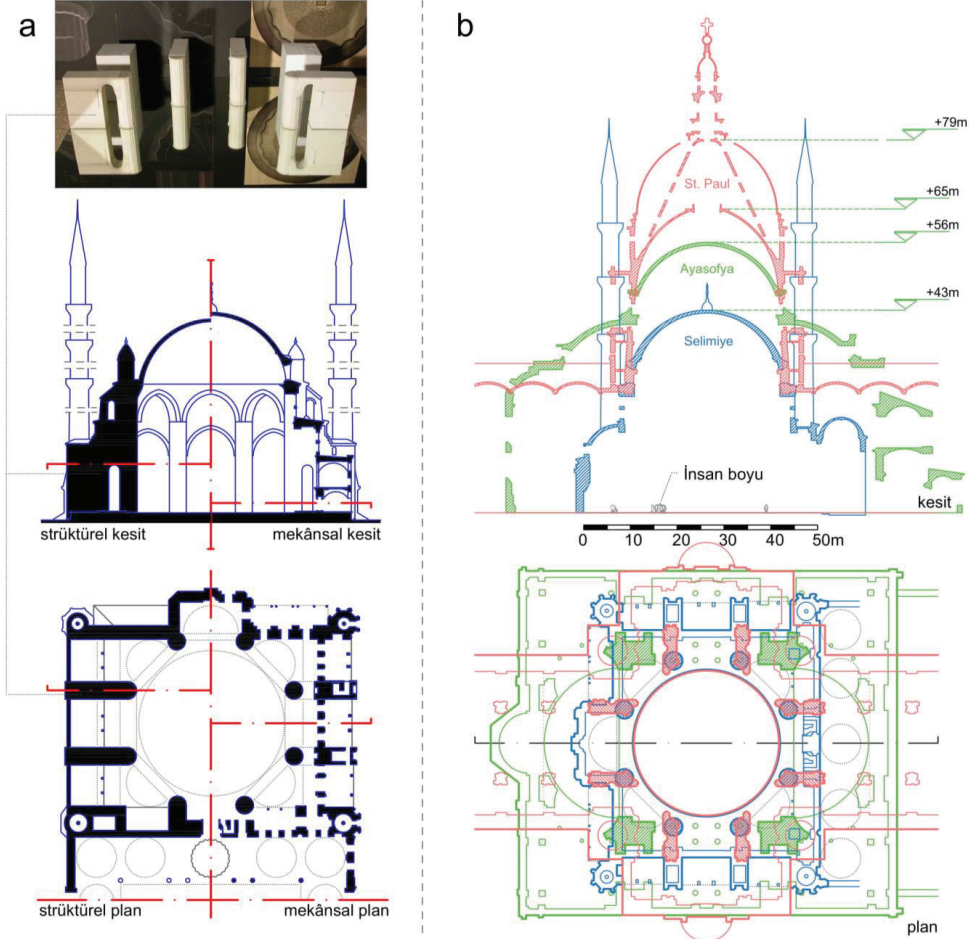 a
strüktürel kesit
mekânsal kesit
strüktürel plan
mekânsal plan
b
+79m
St. Paul
+65m
+56m
Ayasofya
+43m
Selimiye
İnsan boyu
kesit
0 10 20 30 40 50m
plan